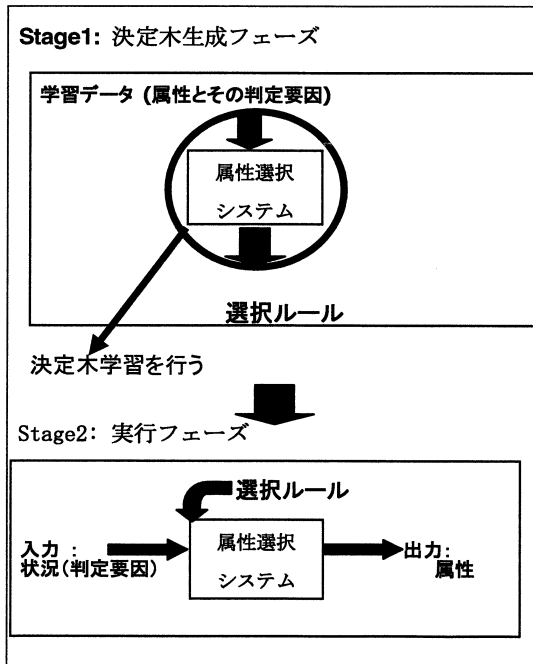 Stage1: 決定木生成フェーズ
学習データ (属性とその判定要因)
属性選択
システム
選択ルール
決定木学習を行う
Stage2: 実行フェーズ
選択ルール
入力 :
状況(判定要因)
属性選択
システム
出力:
属性